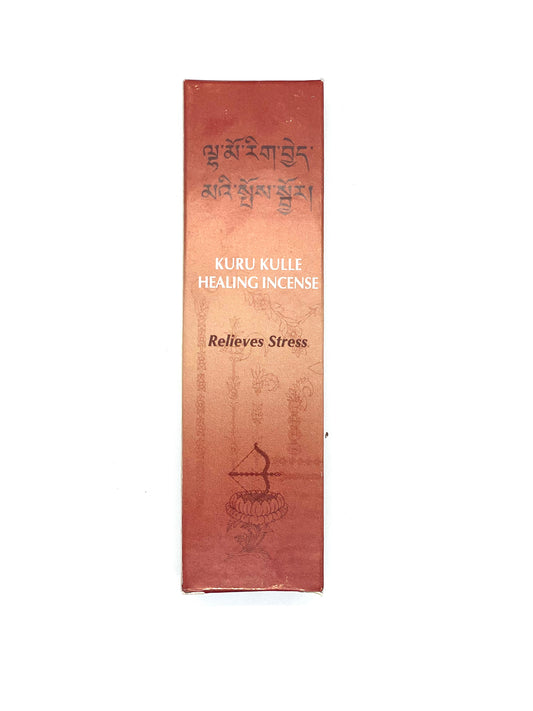 ལྷ་མོ་རིག་བྱེད་
མའི་སྤོས་སྦྱོར།
KURU KULLE
HEALING INCENSE
Relieves Stress